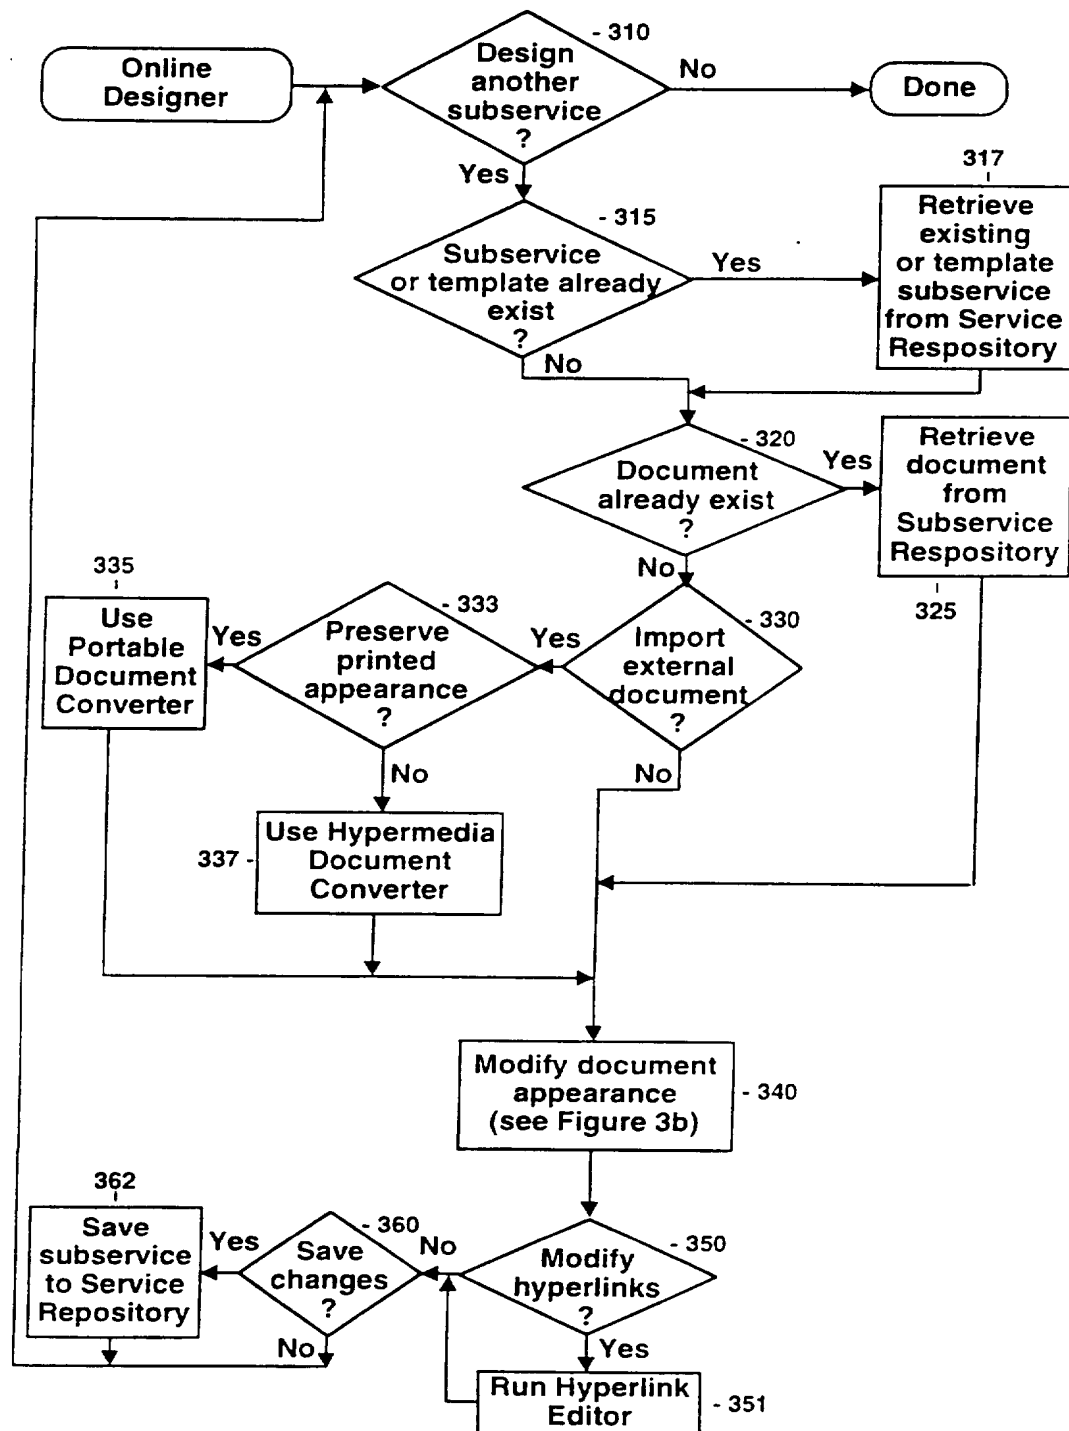 - 310
Online
Designer
Design
another
subservice
?
No
Done
Yes
317
- 315
Subservice
or template already
exist
?
Yes
Retrieve
existing
or template
subservice
from Service
Respository
No
- 320
Document
already exist
?
Yes
Retrieve
document
from
Subservice
Respository
325
No
335
Use
Portable
Document
Converter
Yes
- 333
Preserve
printed
appearance
?
Yes
- 330
Import
external
document
?
No
No
337 -
Use Hypermedia
Document
Converter
Modify document
appearance
(see Figure 3b)
- 340
362
Save
subservice
to Service
Repository
Yes
- 360
Save
changes
?
No
No
- 350
Modify
hyperlinks
?
Yes
Run Hyperlink
Editor
- 351